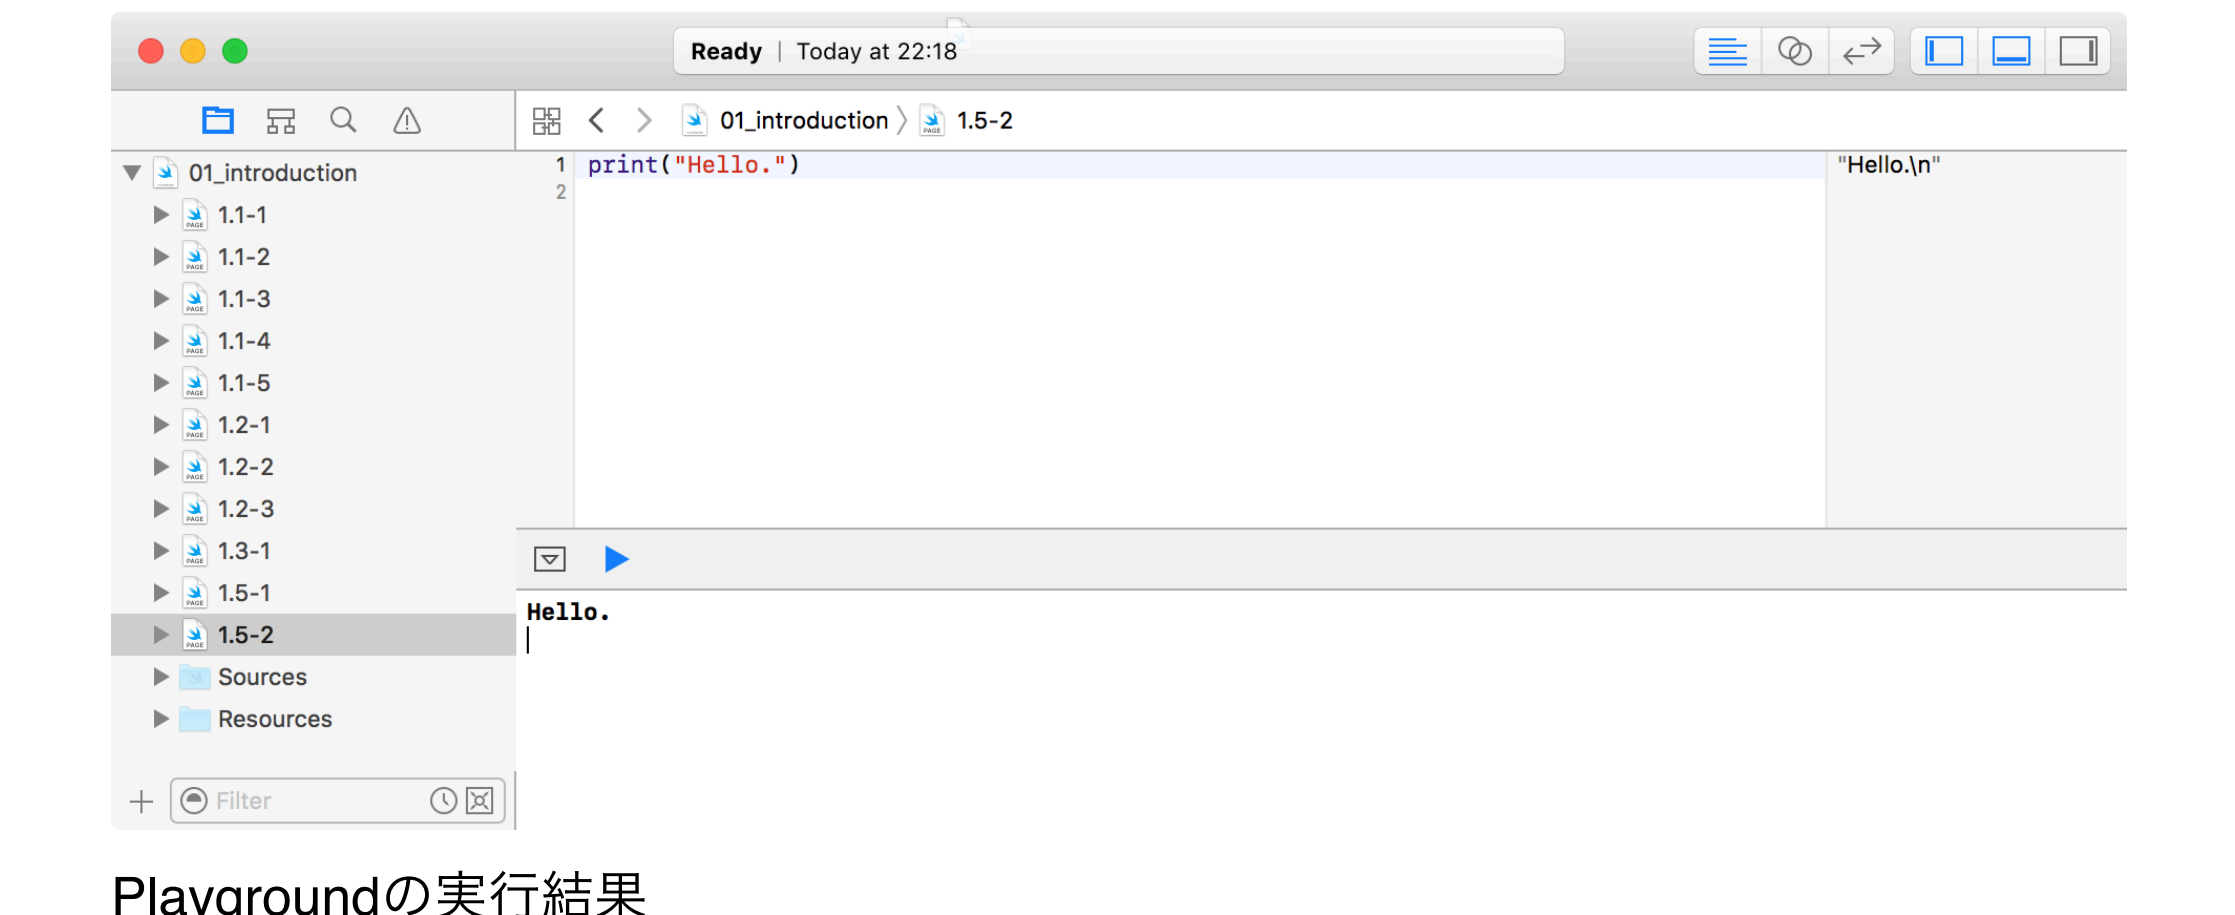 Ready | Today at 22:18
01_introduction 〉 1.5-2
01_introduction
1.1-1
1.1-2
1.1-3
1.1-4
1.1-5
1.2-1
1.2-2
1.2-3
1.3-1
1.5-1
1.5-2
Sources
Resources
Filter
1 print("Hello.")
2
"Hello.\n"
Hello.
Playgroundの実行結果